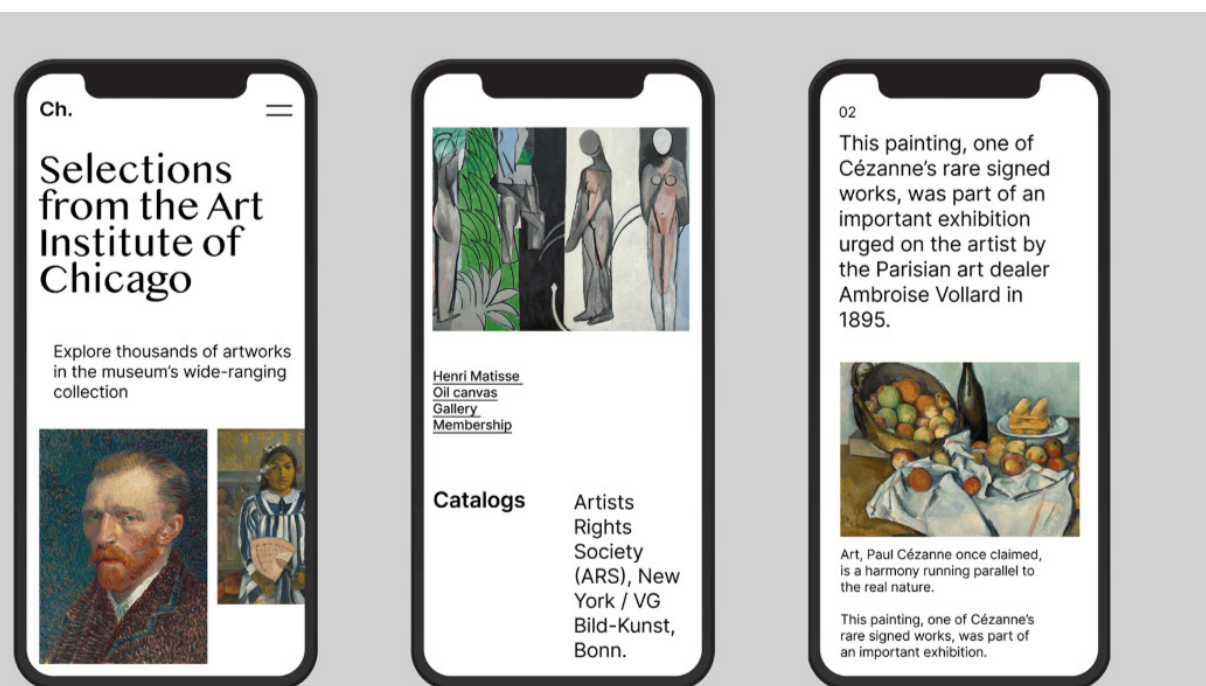 Ch.
Selections
from the Art
Institute of
Chicago
Explore thousands of artworks
in the museum’s wide-ranging
collection
Henri Matisse
Oil canvas
Gallery
Membership
Catalogs
Artists
Rights
Society
(ARS), New
York / VG
Bild-Kunst,
Bonn.
02
This painting, one of
Cézanne’s rare signed
works, was part of an
important exhibition
urged on the artist by
the Parisian art dealer
Ambroise Vollard in
1895.
Art, Paul Cézanne once claimed,
is a harmony running parallel to
the real nature.
This painting, one of Cézanne’s
rare signed works, was part of
an important exhibition.